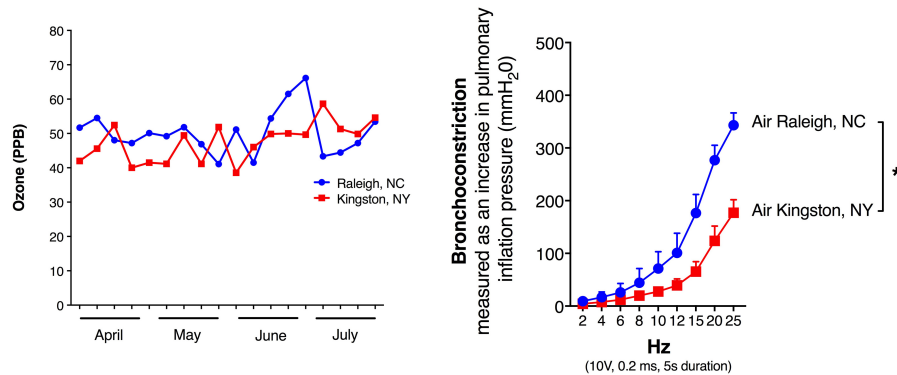 Ozone (PPB)
80
70
60
50
40
30
20
10
0
Raleigh, NC
Kingston, NY
April May June July
Bronchoconstriction
measured as an increase in pulmonary
inflation pressure (mmH₂0)
500
400
300
200
100
0
Air Raleigh, NC
Air Kingston, NY
*
2 4 6 8 10 12 15 20 25
Hz
(10V, 0.2 ms, 5s duration)